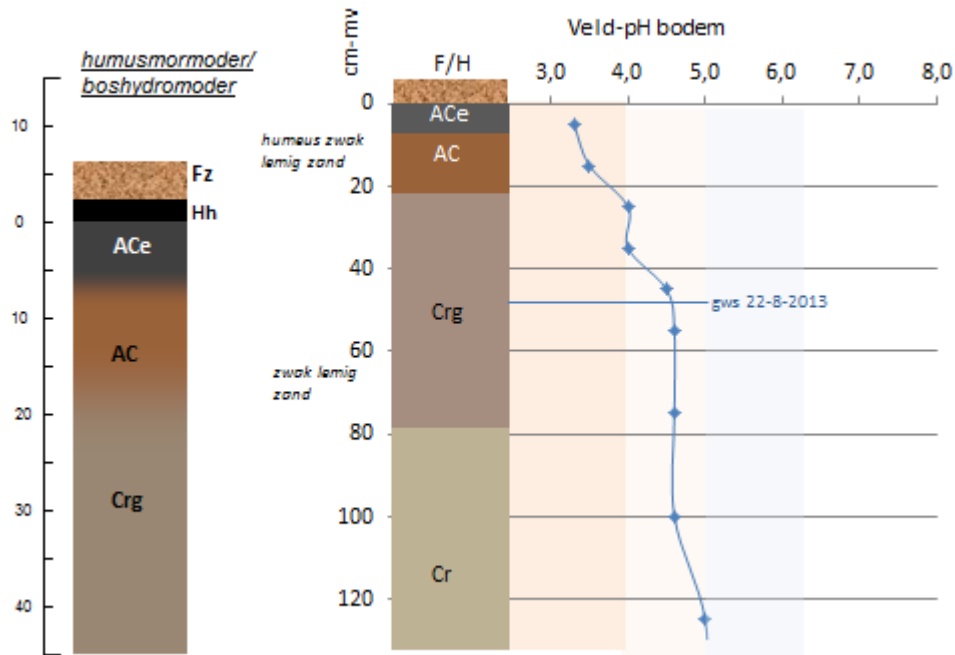 humusmormoder/
boshydromoder
10
0
10
20
30
40
Fz
Hh
ACe
AC
Crg
humeus zwak
lemig zand
zwak lemig
zand
Veld-pH bodem
cm-mv
F/H
3,0 4,0 5,0 6,0 7,0 8,0
0
20
40
60
80
100
120
ACe
AC
Crg
Cr
gws 22-8-2013